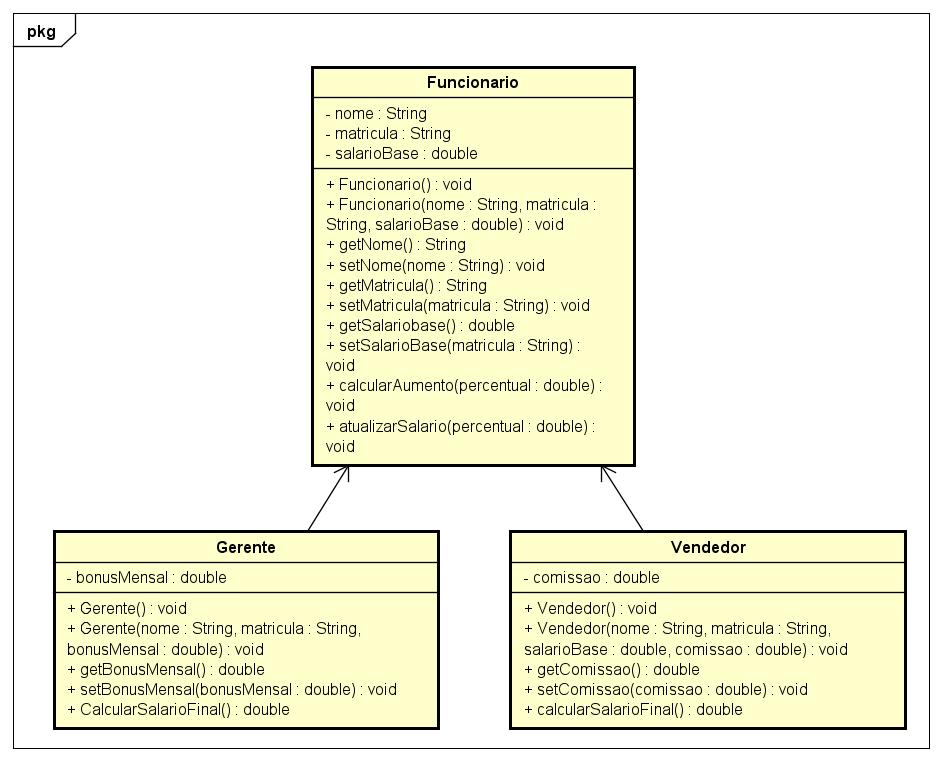 pkg
Funcionario
- nome : String
- matricula : String
- salarioBase : double
+ Funcionario() : void
+ Funcionario(nome : String, matricula :
String, salarioBase : double) : void
+ getNome() : String
+ setNome(nome : String) : void
+ getMatricula() : String
+ setMatricula(matricula : String) : void
+ getSalariobase() : double
+ setSalarioBase(matricula : String) :
void
+ calcularAumento(percentual : double) :
void
+ atualizarSalario(percentual : double) :
void
Gerente
- bonusMensal : double
+ Gerente() : void
+ Gerente(nome : String, matricula : String,
bonusMensal : double) : void
+ getBonusMensal() : double
+ setBonusMensal(bonusMensal : double) : void
+ CalcularSalarioFinal() : double
Vendedor
- comissao : double
+ Vendedor() : void
+ Vendedor(nome : String, matricula : String,
salarioBase : double, comissao : double) : void
+ getComissao() : double
+ setComissao(comissao : double) : void
+ calcularSalarioFinal() : double